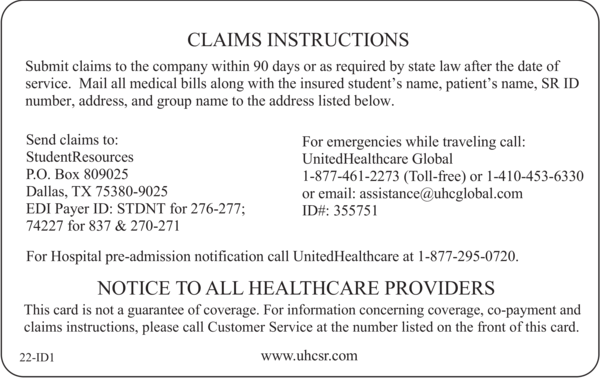 CLAIMS INSTRUCTIONS
Submit claims to the company within 90 days or as required by state law after the date of
service.  Mail all medical bills along with the insured student's name, patient's name, SR ID
number, address, and group name to the address listed below.
Send claims to:
StudentResources
P.O. Box 809025
Dallas, TX 75380-9025
EDI Payer ID: STDNT for 276-277;
74227 for 837 & 270-271
For emergencies while traveling call:
UnitedHealthcare Global
1-877-461-2273 (Toll-free) or 1-410-453-6330
or email: assistance@uhcglobal.com
ID#: 355751
For Hospital pre-admission notification call UnitedHealthcare at 1-877-295-0720.
NOTICE TO ALL HEALTHCARE PROVIDERS
This card is not a guarantee of coverage. For information concerning coverage, co-payment and
claims instructions, please call Customer Service at the number listed on the front of this card.
22-ID1
www.uhcsr.com